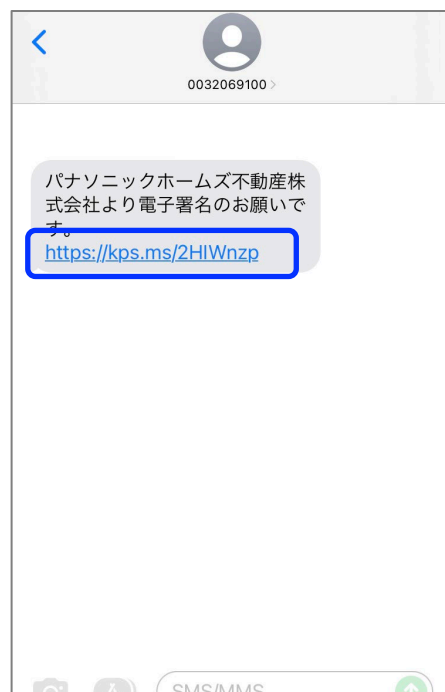 0032069100
パナソニックホームズ不動産株
式会社より電子署名のお願いで
す。
https://kps.ms/2HIWnzp
SMS/MMS